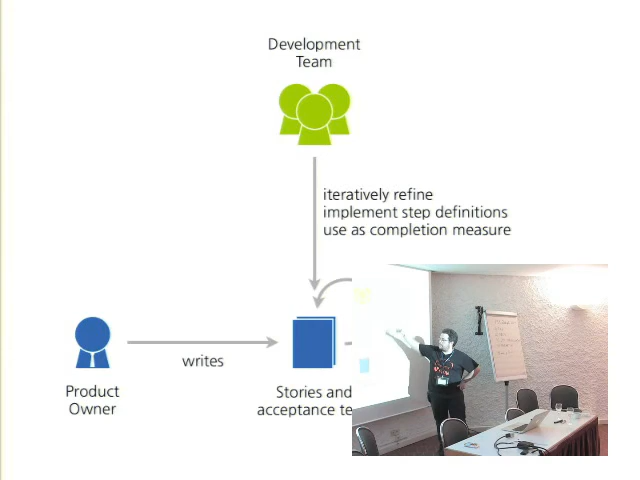 Development
Team
iteratively refine
implement step definitions
use as completion measure
writes
Product
Owner
Stories and
acceptance te